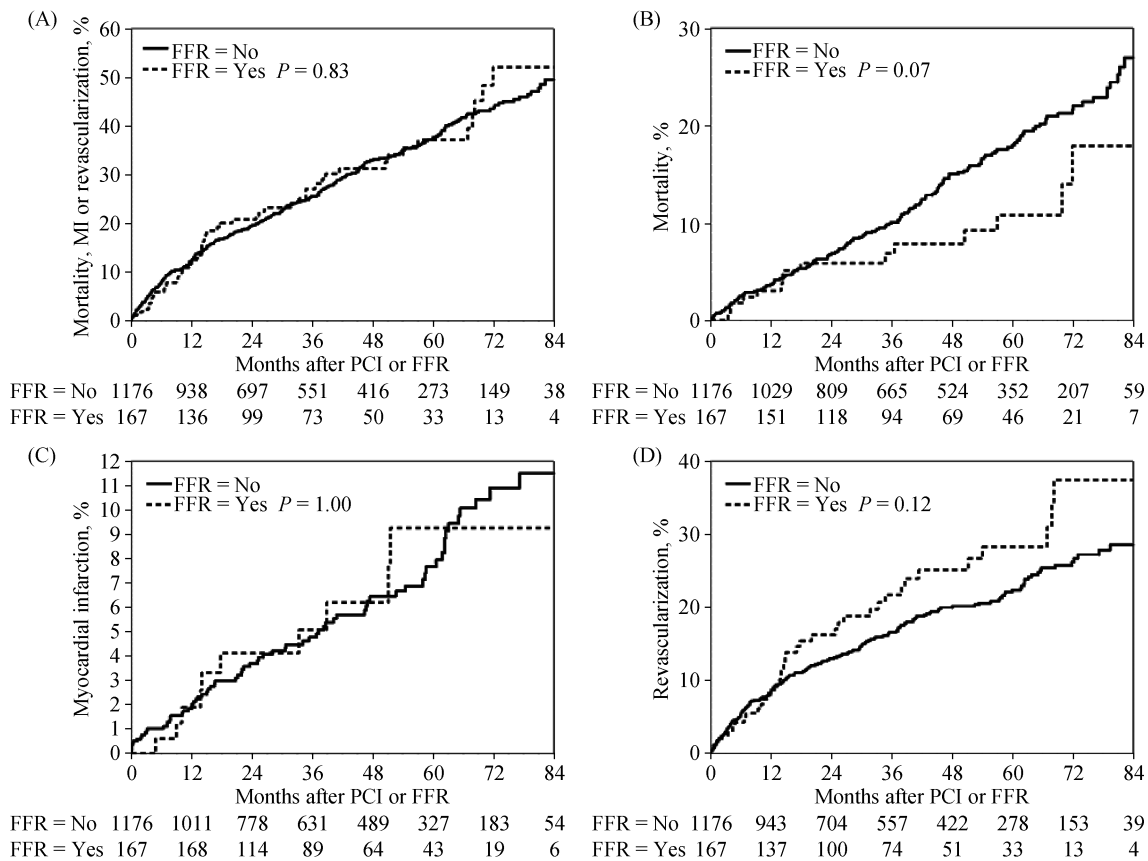 (A)
60
50
40
30
20
10
0
Mortality, MI or revascularization, %
FFR = No
FFR = Yes P = 0.83
0 12 24 36 48 60 72 84
Months after PCI or FFR
FFR = No 1176 938 697 551 416 273 149 38
FFR = Yes 167 136 99 73 50 33 13 4
(B)
30
20
10
0
Mortality, %
FFR = No
FFR = Yes P = 0.07
0 12 24 36 48 60 72 84
Months after PCI or FFR
FFR = No 1176 1029 809 665 524 352 207 59
FFR = Yes 167 151 118 94 69 46 21 7
(C)
12
11
10
9
8
7
6
5
4
3
2
1
0
Myocardial infarction, %
FFR = No
FFR = Yes P = 1.00
0 12 24 36 48 60 72 84
Months after PCI or FFR
FFR = No 1176 1011 778 631 489 327 183 54
FFR = Yes 167 168 114 89 64 43 19 6
(D)
40
30
20
10
0
Revascularization, %
FFR = No
FFR = Yes P = 0.12
0 12 24 36 48 60 72 84
Months after PCI or FFR
FFR = No 1176 943 704 557 422 278 153 39
FFR = Yes 167 137 100 74 51 33 13 4